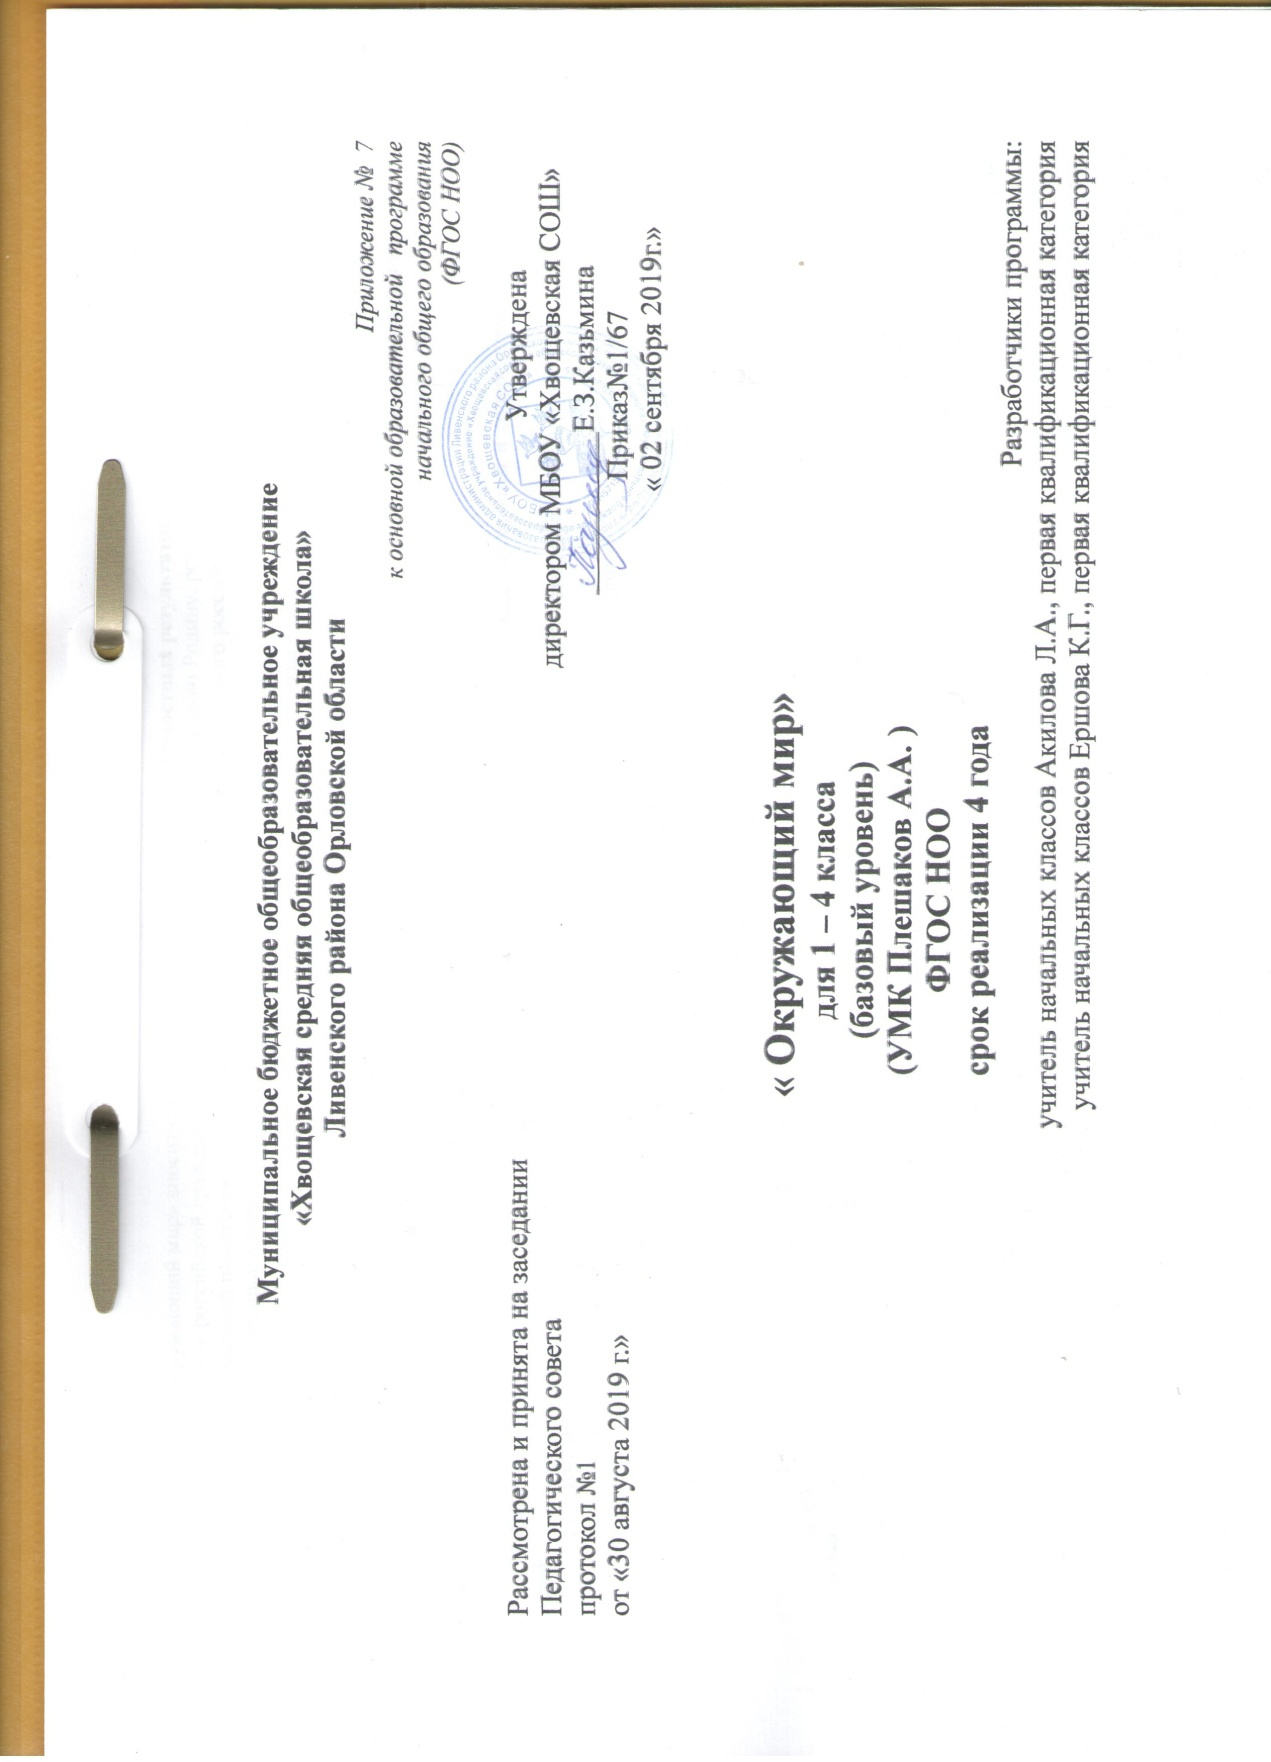 Муниципальное бюджетное общеобразовательное учреждение
«Хвощевская средняя общеобразовательная школа»
Ливенского района Орловской области
Приложение № 7
к основной образовательной программе
начального общего образования
(ФГОС НОО)
Рассмотрена и принята на заседании
Педагогического совета
протокол №1
от «30 августа 2019 г.»
Утверждена
директором МБОУ «Хвощевская СОШ»
Е.З.Казьмина
Приказ№1/67
« 02 сентября 2019г.»
« Окружающий мир»
для 1 – 4 класса
(базовый уровень)
(УМК Плешаков А.А. )
ФГОС НОО
срок реализации 4 года
Разработчики программы:
учитель начальных классов Акилова Л.А., первая квалификационная категория
учитель начальных классов Ершова К.Г., первая квалификационная категория